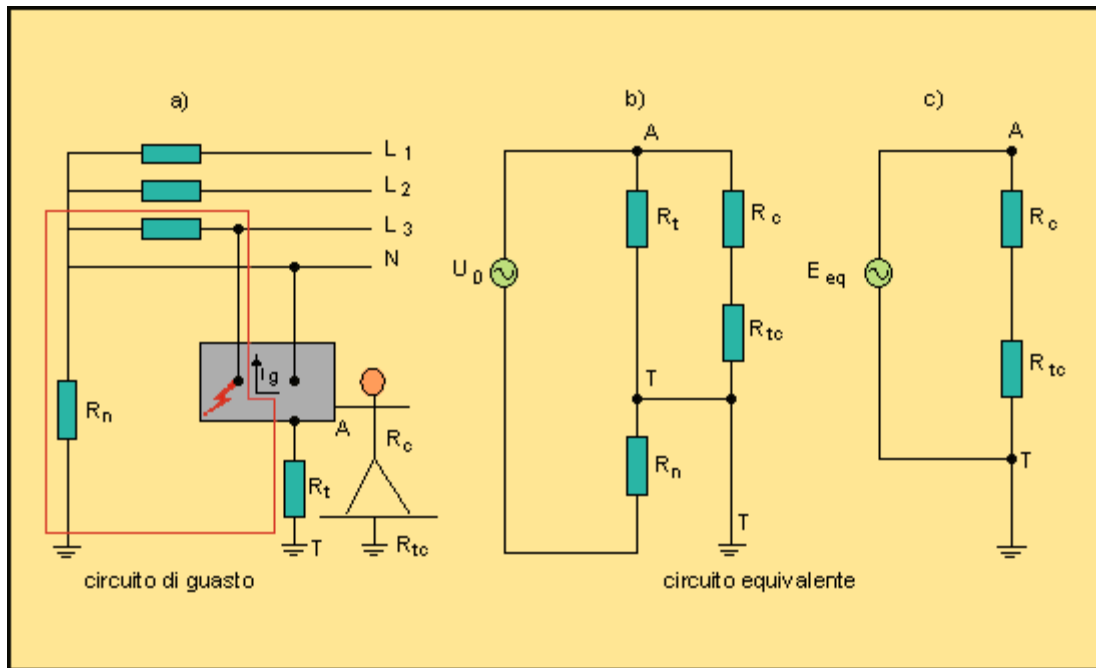 a)
L 1
L 2
L 3
N
I g
R n
A
R c
R t
T
R tc
circuito di guasto
b)
A
R t
R c
U 0
R tc
T
R n
T
circuito equivalente
c)
A
R c
E eq
R tc
T